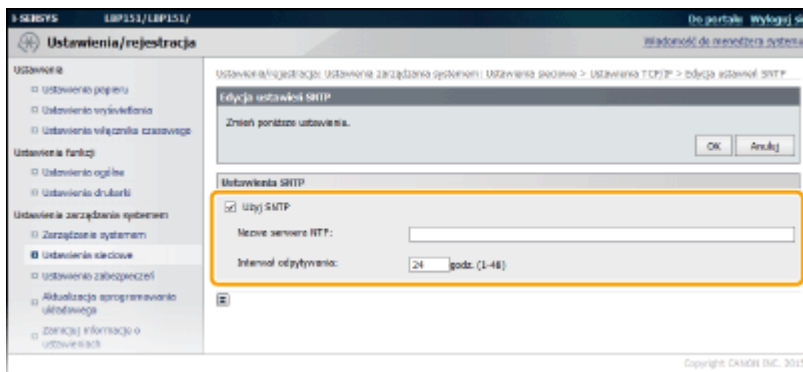 i-SENSYS LBP151/LBP151/
Do portalu Wyloguj si
Ustawienia/rejestracja
Wiadomość do menedżera systemu
Ustawienia
Ustawienia papieru
Ustawienia wyświetlania
Ustawienia włącznika czasowego
Ustawienia funkcji
Ustawienia ogólne
Ustawienia drukarki
Ustawienia zarządzania systemem
Zarządzanie systemem
Ustawienia sieciowe
Ustawienia zabezpieczeń
Aktualizacja oprogramowania
układowego
Zainicjuj informacje o
ustawieniach
Ustawienia/rejestracja: Ustawienia zarządzania systemem: Ustawienia sieciowe > Ustawienia TCP/IP > Edycja ustawień SNTP
Edycja ustawień SNTP
Zmień poniższe ustawienia.
OK Anuluj
Ustawienia SNTP
Użyj SNTP
Nazwa serwera NTP:
Interwał odpytywania: 24 godz. (1-48)
Copyright CANON INC. 2015